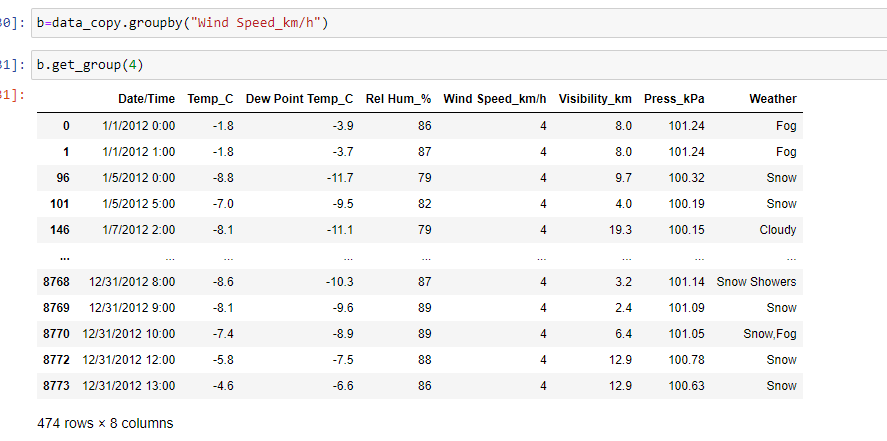 30]: b=data_copy.groupby("Wind Speed_km/h")
31]: b.get_group(4)
31]:
Date/Time Temp_C Dew Point Temp_C Rel Hum_% Wind Speed_km/h Visibility_km Press_kPa Weather
0 1/1/2012 0:00 -1.8 -3.9 86 4 8.0 101.24 Fog
1 1/1/2012 1:00 -1.8 -3.7 87 4 8.0 101.24 Fog
96 1/5/2012 0:00 -8.8 -11.7 79 4 9.7 100.32 Snow
101 1/5/2012 5:00 -7.0 -9.5 82 4 4.0 100.19 Snow
146 1/7/2012 2:00 -8.1 -11.1 79 4 19.3 100.15 Cloudy
... ... ... ... ... ... ... ... ...
8768 12/31/2012 8:00 -8.6 -10.3 87 4 3.2 101.14 Snow Showers
8769 12/31/2012 9:00 -8.1 -9.6 89 4 2.4 101.09 Snow
8770 12/31/2012 10:00 -7.4 -8.9 89 4 6.4 101.05 Snow,Fog
8772 12/31/2012 12:00 -5.8 -7.5 88 4 12.9 100.78 Snow
8773 12/31/2012 13:00 -4.6 -6.6 86 4 12.9 100.63 Snow
474 rows × 8 columns